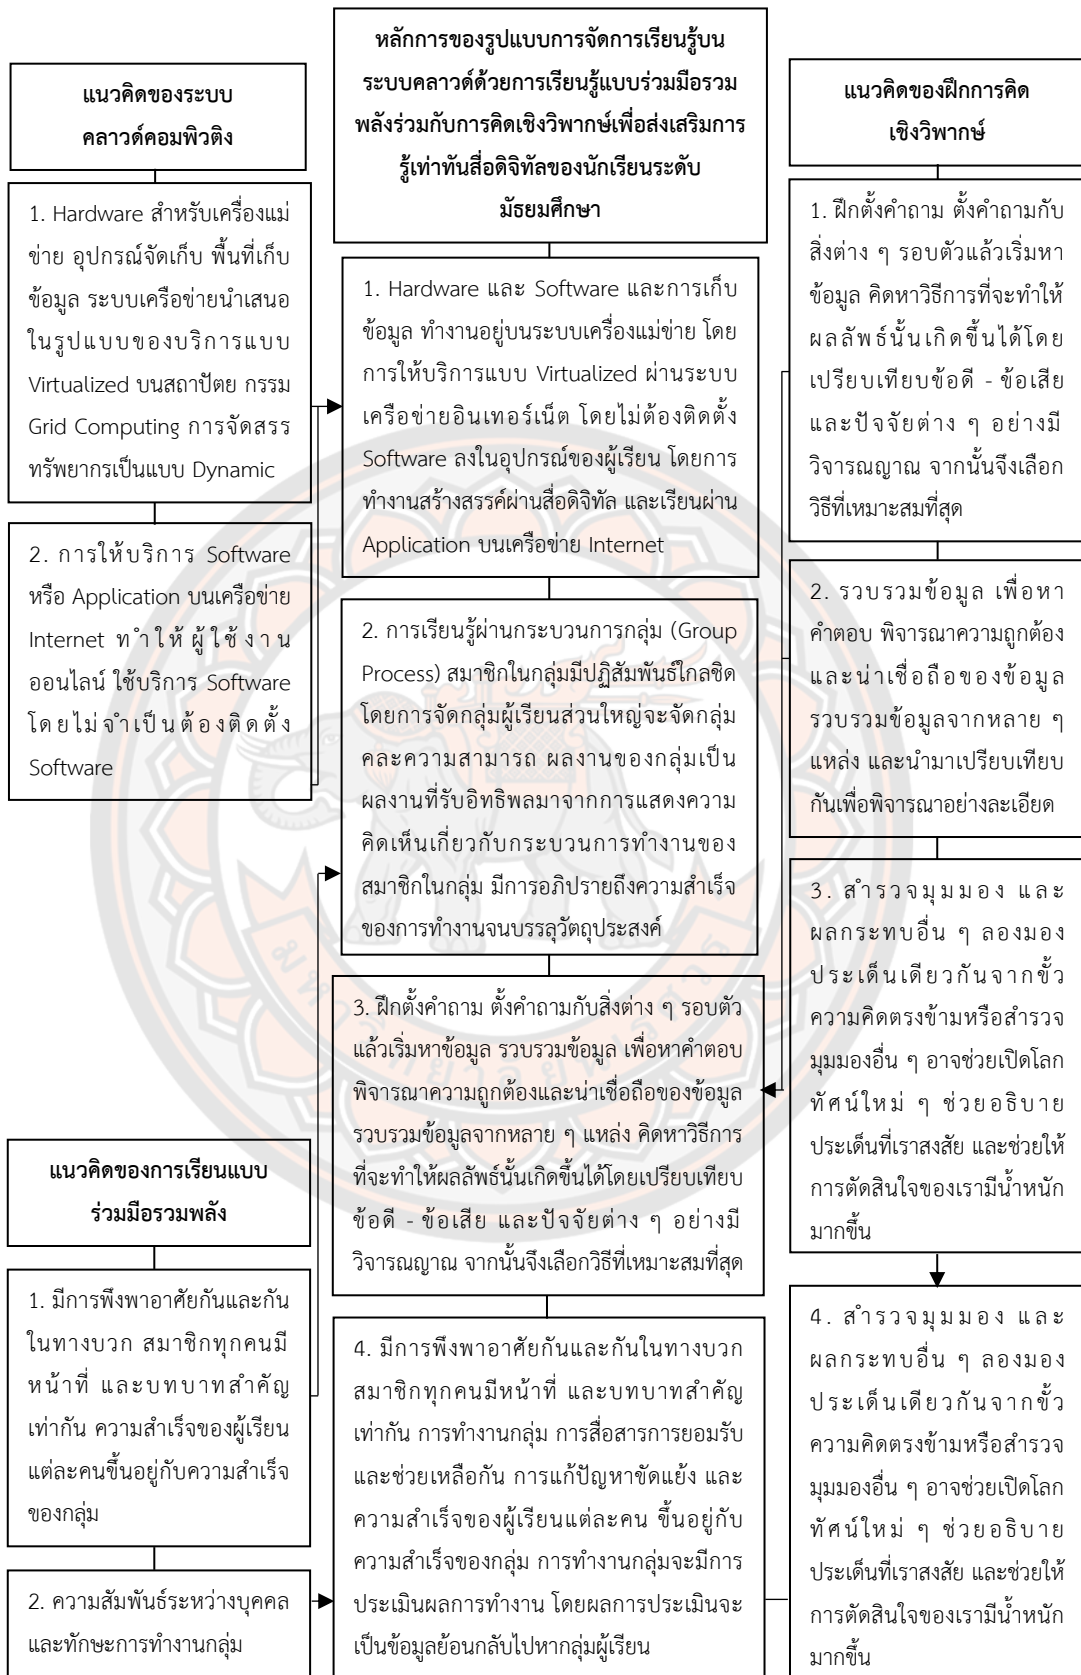 แนวคิดของระบบ
คลาวด์คอมพิวติง
1. Hardware สำหรับเครื่องแม่
ข่าย อุปกรณ์จัดเก็บ พื้นที่เก็บ
ข้อมูล ระบบเครือข่ายนำเสนอ
ในรูปแบบของบริการแบบ
Virtualized บนสถาปัตย กรรม
Grid Computing การจัดสรร
ทรัพยากรเป็นแบบ Dynamic
2. การให้บริการ Software
หรือ Application บนเครือข่าย
Internet ทำให้ผู้ใช้งาน
ออนไลน์ ใช้บริการ Software
โดยไม่จำเป็นต้องติดตั้ง
Software
แนวคิดของการเรียนแบบ
ร่วมมือรวมพลัง
1. มีการพึงพาอาศัยกันและกัน
ในทางบวก สมาชิกทุกคนมี
หน้าที่ และบทบาทสำคัญ
เท่ากัน ความสำเร็จของผู้เรียน
แต่ละคนขึ้นอยู่กับความสำเร็จ
ของกลุ่ม
2. ความสัมพันธ์ระหว่างบุคคล
และทักษะการทำงานกลุ่ม
หลักการของรูปแบบการจัดการเรียนรู้บน
ระบบคลาวด์ด้วยการเรียนรู้แบบร่วมมือรวม
พลังร่วมกับการคิดเชิงวิพากษ์เพื่อส่งเสริมการ
รู้เท่าทันสื่อดิจิทัลของนักเรียนระดับ
มัธยมศึกษา
1. Hardware และ Software และการเก็บ
ข้อมูล ทำงานอยู่บนระบบเครื่องแม่ข่าย โดย
การให้บริการแบบ Virtualized ผ่านระบบ
เครือข่ายอินเทอร์เน็ต โดยไม่ต้องติดตั้ง
Software ลงในอุปกรณ์ของผู้เรียน โดยการ
ทำงานสร้างสรรค์ผ่านสื่อดิจิทัล และเรียนผ่าน
Application บนเครือข่าย Internet
2. การเรียนรู้ผ่านกระบวนการกลุ่ม (Group
Process) สมาชิกในกลุ่มมีปฏิสัมพันธ์ใกลชิด
โดยการจัดกลุ่มผู้เรียนส่วนใหญ่จะจัดกลุ่ม
คละความสามารถ ผลงานของกลุ่มเป็น
ผลงานที่รับอิทธิพลมาจากการแสดงความ
คิดเห็นเกี่ยวกับกระบวนการทำงานของ
สมาชิกในกลุ่ม มีการอภิปรายถึงความสำเร็จ
ของการทำงานจนบรรลุวัตถุประสงค์
3. ฝึกตั้งคำถาม ตั้งคำถามกับสิ่งต่าง ๆ รอบตัว
แล้วเริ่มหาข้อมูล รวบรวมข้อมูล เพื่อหาคำตอบ
พิจารณาความถูกต้องและน่าเชื่อถือของข้อมูล
รวบรวมข้อมูลจากหลาย ๆ แหล่ง คิดหาวิธีการ
ที่จะทำให้ผลลัพธ์นั้นเกิดขึ้นได้โดยเปรียบเทียบ
ข้อดี - ข้อเสีย และปัจจัยต่าง ๆ อย่างมี
วิจารณญาณ จากนั้นจึงเลือกวิธีที่เหมาะสมที่สุด
4. มีการพึงพาอาศัยกันและกันในทางบวก
สมาชิกทุกคนมีหน้าที่ และบทบาทสำคัญ
เท่ากัน การทำงานกลุ่ม การสื่อสารการยอมรับ
และช่วยเหลือกัน การแก้ปัญหาขัดแย้ง และ
ความสำเร็จของผู้เรียนแต่ละคน ขึ้นอยู่กับ
ความสำเร็จของกลุ่ม การทำงานกลุ่มจะมีการ
ประเมินผลการทำงาน โดยผลการประเมินจะ
เป็นข้อมูลย้อนกลับไปหากลุ่มผู้เรียน
แนวคิดของฝึกการคิด
เชิงวิพากษ์
1. ฝึกตั้งคำถาม ตั้งคำถามกับ
สิ่งต่าง ๆ รอบตัวแล้วเริ่มหา
ข้อมูล คิดหาวิธีการที่จะทำให้
ผลลัพธ์นั้นเกิดขึ้นได้โดย
เปรียบเทียบข้อดี - ข้อเสีย
และปัจจัยต่าง ๆ อย่างมี
วิจารณญาณ จากนั้นจึงเลือก
วิธีที่เหมาะสมที่สุด
2. รวบรวมข้อมูล เพื่อหา
คำตอบ พิจารณาความถูกต้อง
และน่าเชื่อถือของข้อมูล
รวบรวมข้อมูลจากหลาย ๆ
แหล่ง และนำมาเปรียบเทียบ
กันเพื่อพิจารณาอย่างละเอียด
3. สำรวจมุมมอง และ
ผลกระทบอื่น ๆ ลองมอง
ประเด็นเดียวกันจากขั้ว
ความคิดตรงข้ามหรือสำรวจ
มุมมองอื่น ๆ อาจช่วยเปิดโลก
ทัศน์ใหม่ ๆ ช่วยอธิบาย
ประเด็นที่เราสงสัย และช่วยให้
การตัดสินใจของเรามีน้ำหนัก
มากขึ้น
4. สำรวจมุมมอง และ
ผลกระทบอื่น ๆ ลองมอง
ประเด็นเดียวกันจากขั้ว
ความคิดตรงข้ามหรือสำรวจ
มุมมองอื่น ๆ อาจช่วยเปิดโลก
ทัศน์ใหม่ ๆ ช่วยอธิบาย
ประเด็นที่เราสงสัย และช่วยให้
การตัดสินใจของเรามีน้ำหนัก
มากขึ้น